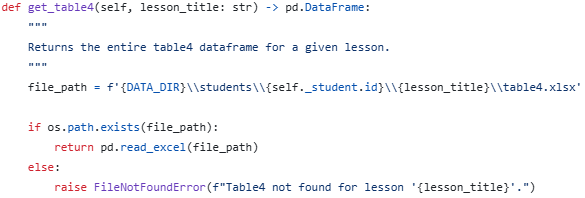 def get_table4(self, lesson_title: str) -> pd.DataFrame:
    """
    Returns the entire table4 dataframe for a given lesson.
    """
    file_path = f'{DATA_DIR}\\students\\{self._student.id}\\{lesson_title}\\table4.xlsx'

    if os.path.exists(file_path):
        return pd.read_excel(file_path)
    else:
        raise FileNotFoundError(f"Table4 not found for lesson '{lesson_title}'.")